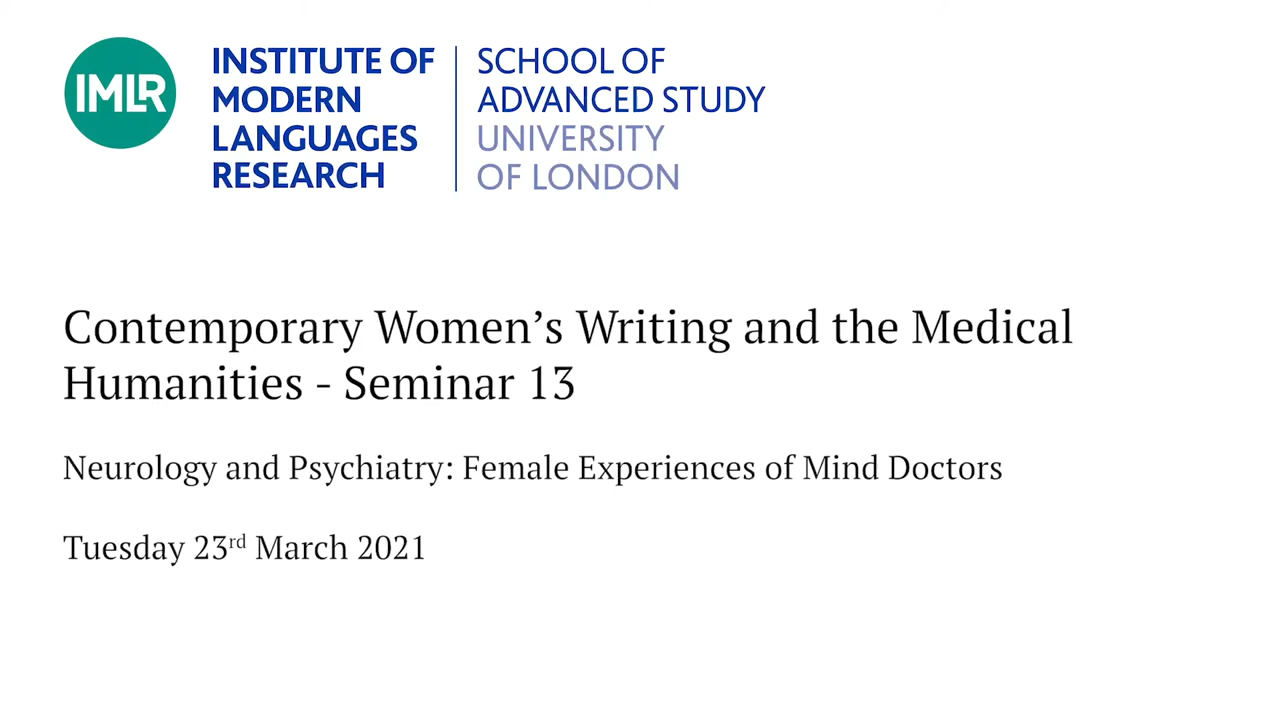 IMLR
INSTITUTE OF
MODERN
LANGUAGES
RESEARCH
SCHOOL OF
ADVANCED STUDY
UNIVERSITY
OF LONDON
Contemporary Women’s Writing and the Medical
Humanities - Seminar 13
Neurology and Psychiatry: Female Experiences of Mind Doctors
Tuesday 23rd March 2021